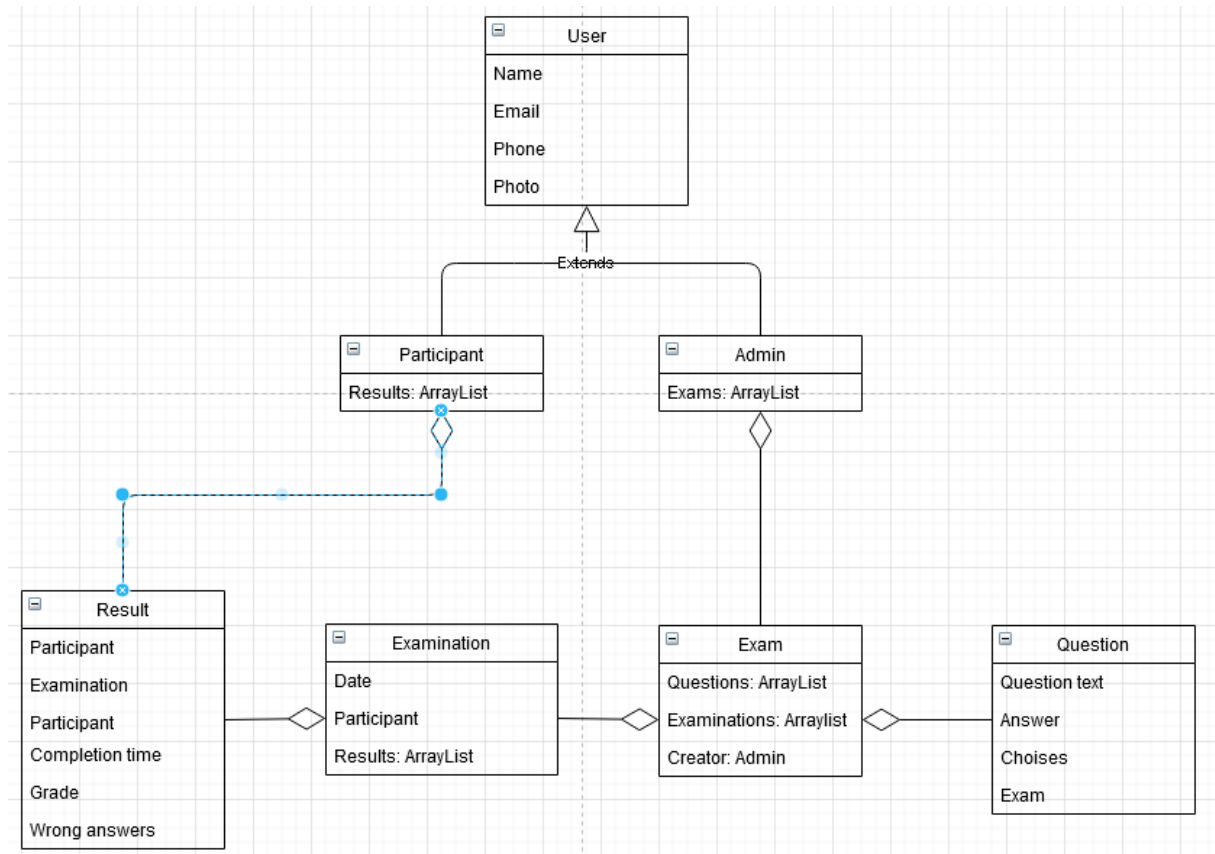 User
Name
Email
Phone
Photo
Extends
Participant
Results: ArrayList
Admin
Exams: ArrayList
Result
Participant
Examination
Participant
Completion time
Grade
Wrong answers
Examination
Date
Participant
Results: ArrayList
Exam
Questions: ArrayList
Examinations: Arraylist
Creator: Admin
Question
Question text
Answer
Choises
Exam